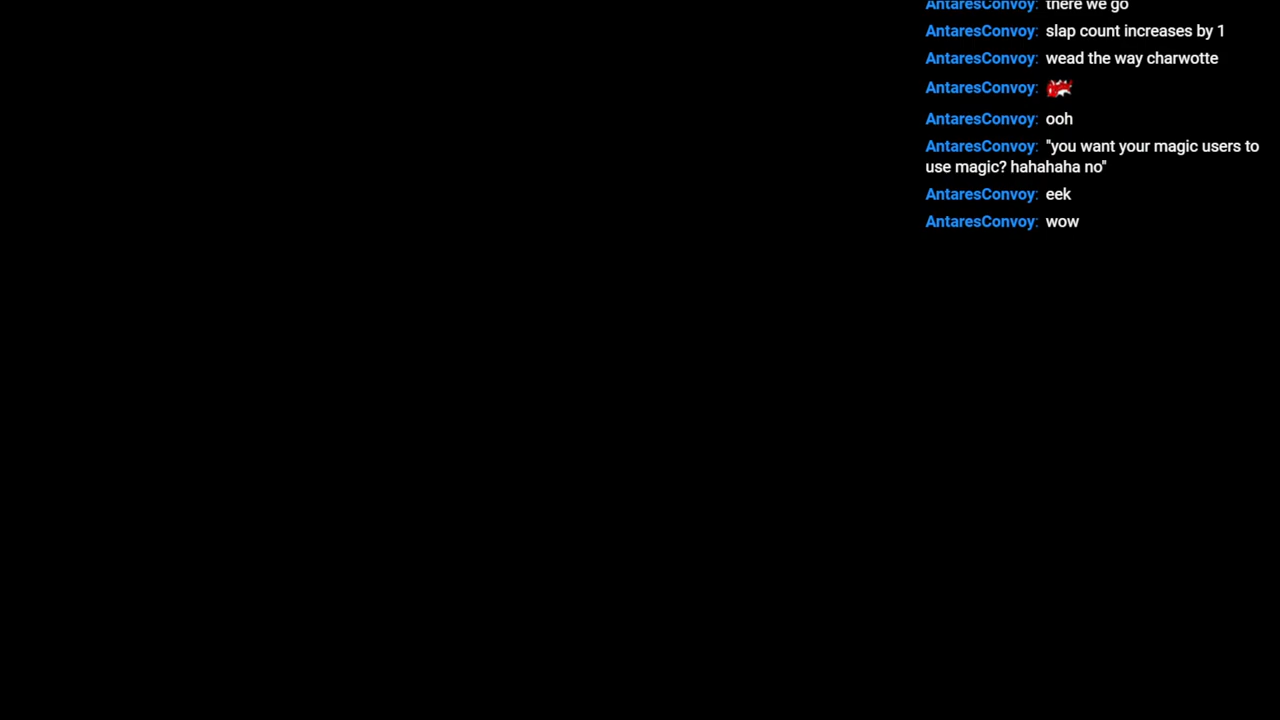 AntaresConvoy: there we go
AntaresConvoy: slap count increases by 1
AntaresConvoy: wead the way charwotte
AntaresConvoy:
AntaresConvoy: ooh
AntaresConvoy: "you want your magic users to
use magic? hahahaha no"
AntaresConvoy: eek
AntaresConvoy: wow